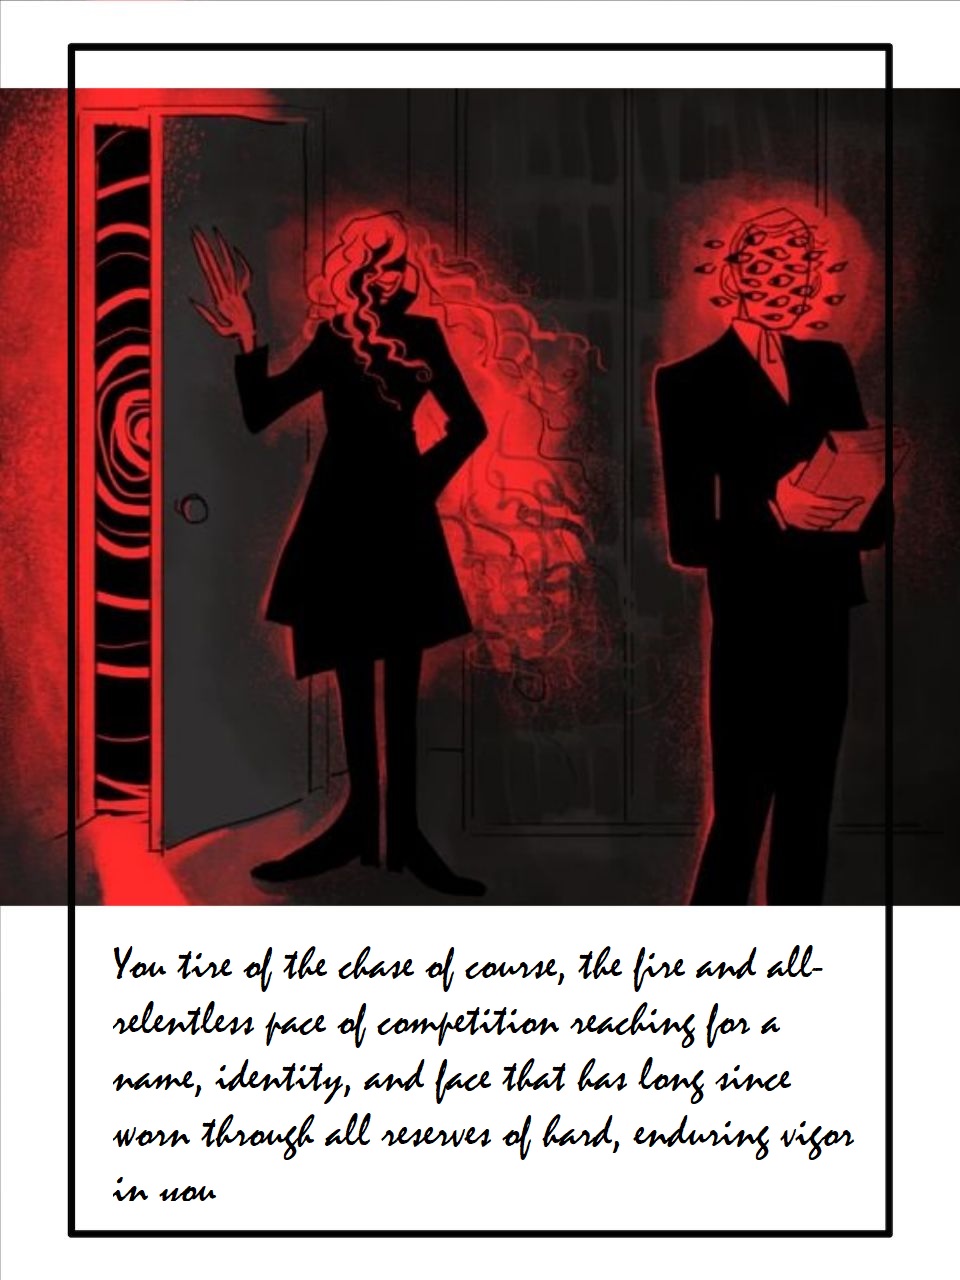 You tire of the chase of course, the fire and all-
relentless pace of competition reaching for a
name, identity, and face that has long since
worn through all reserves of hard, enduring vigor
in you